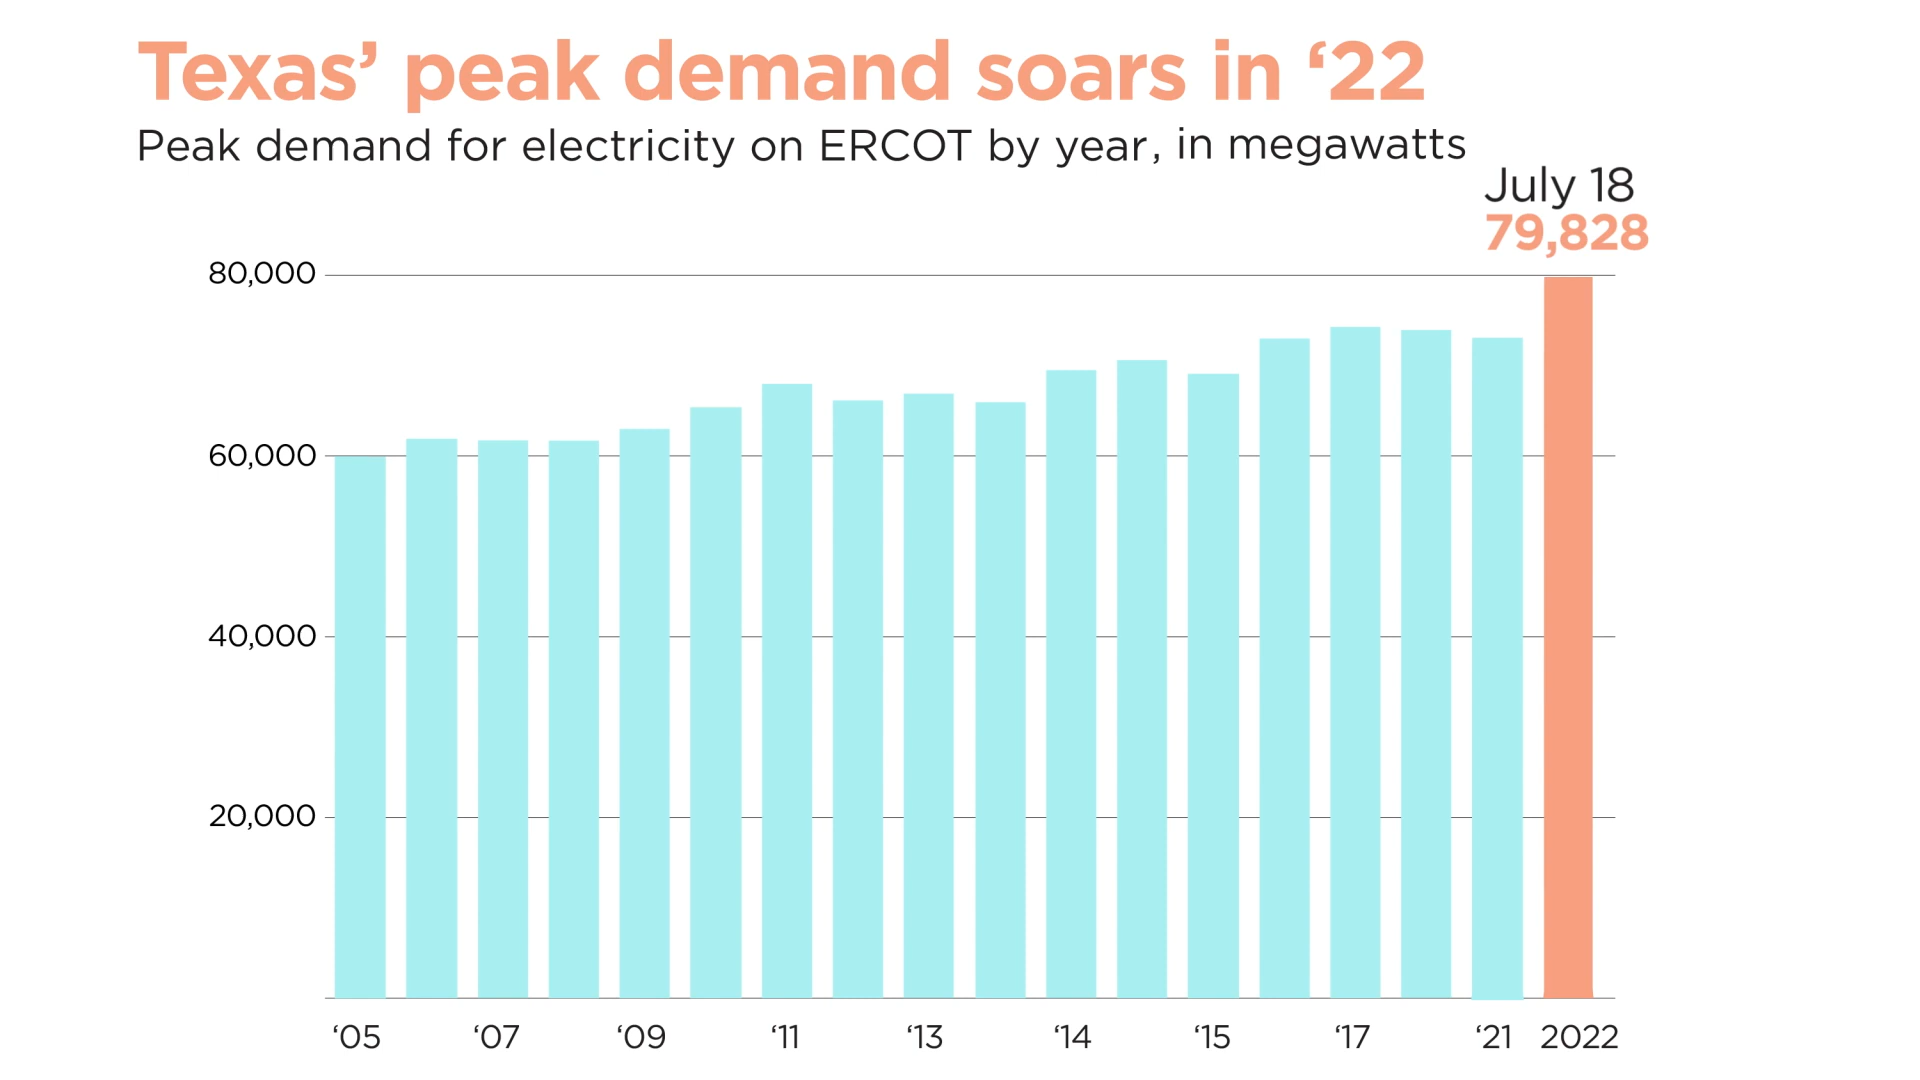 Texas’ peak demand soars in ‘22
Peak demand for electricity on ERCOT by year, in megawatts
July 18
79,828
80,000
60,000
40,000
20,000
‘05 ‘07 ‘09 ‘11 ‘13 ‘14 ‘15 ‘17 ‘21 2022